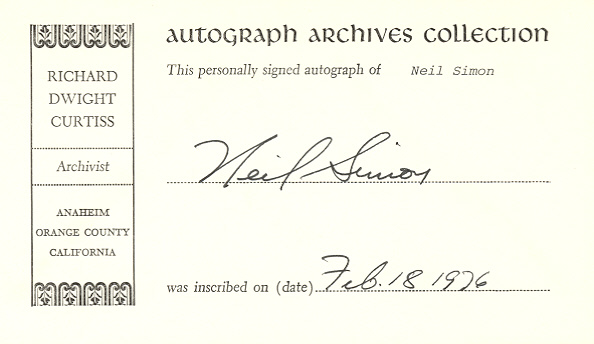 RICHARD
DWIGHT
CURTISS
Archivist
ANAHEIM
ORANGE COUNTY
CALIFORNIA
autograph archives collection
This personally signed autograph of Neil Simon
Neil Simon
was inscribed on (date) Feb. 18 1976